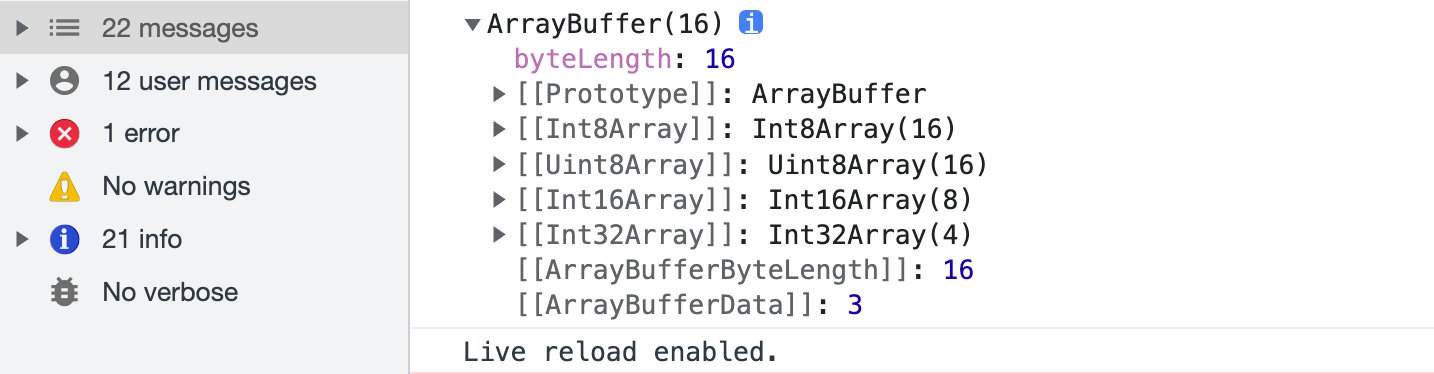 22 messages
12 user messages
1 error
No warnings
21 info
No verbose
ArrayBuffer(16) i
byteLength: 16
[[Prototype]]: ArrayBuffer
[[Int8Array]]: Int8Array(16)
[[Uint8Array]]: Uint8Array(16)
[[Int16Array]]: Int16Array(8)
[[Int32Array]]: Int32Array(4)
[[ArrayBufferByteLength]]: 16
[[ArrayBufferData]]: 3
Live reload enabled.